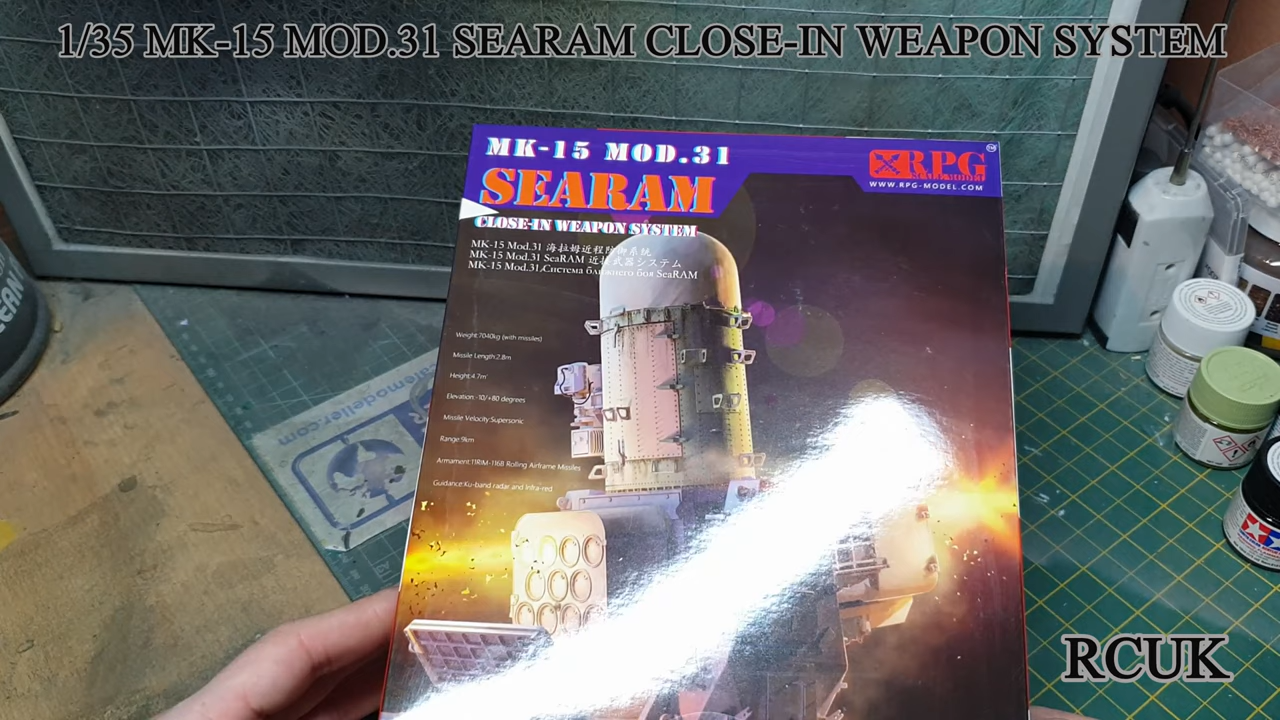 1/35 MK-15 MOD.31 SEARAM CLOSE-IN WEAPON SYSTEM
MK-15 MOD.31
SEARAM
CLOSE-IN WEAPON SYSTEM
RPG
SCALE MODEL
TM
WWW.RPG-MODEL.COM
MK-15 Mod.31 海拉姆近程防御系统
MK-15 Mod.31 SeaRAM 近接武器システム
MK-15 Mod.31,Система ближнего боя SeaRAM
Weight:7040kg (with missiles)
Missile Length:2.8m
Height:4.7m
Elevation:-10/+80 degrees
Missile Velocity:Supersonic
Range:9km
Armament:11RIM-116B Rolling Airframe Missiles
Guidance:Ku-band radar and Infra-red
RCUK